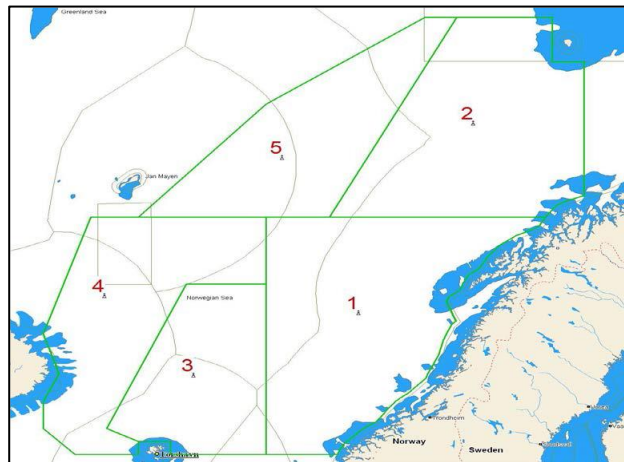 Greenland Sea
2
5
Jan Mayen
4
Norwegian Sea
1
3
Trondheim
Norway
Sweden